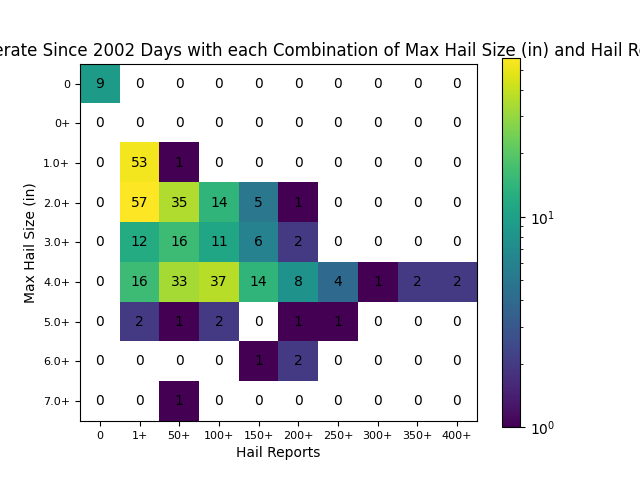 erate Since 2002 Days with each Combination of Max Hail Size (in) and Hail Re
0 9 0 0 0 0 0 0 0 0 0
0+ 0 0 0 0 0 0 0 0 0 0
1.0+ 0 53 1 0 0 0 0 0 0 0
2.0+ 0 57 35 14 5 1 0 0 0 0
3.0+ 0 12 16 11 6 2 0 0 0 0
4.0+ 0 16 33 37 14 8 4 1 2 2
5.0+ 0 2 1 2 0 1 1 0 0 0
6.0+ 0 0 0 0 1 2 0 0 0 0
7.0+ 0 0 1 0 0 0 0 0 0 0
0 1+ 50+ 100+ 150+ 200+ 250+ 300+ 350+ 400+
Hail Reports
Max Hail Size (in)
10¹
10⁰